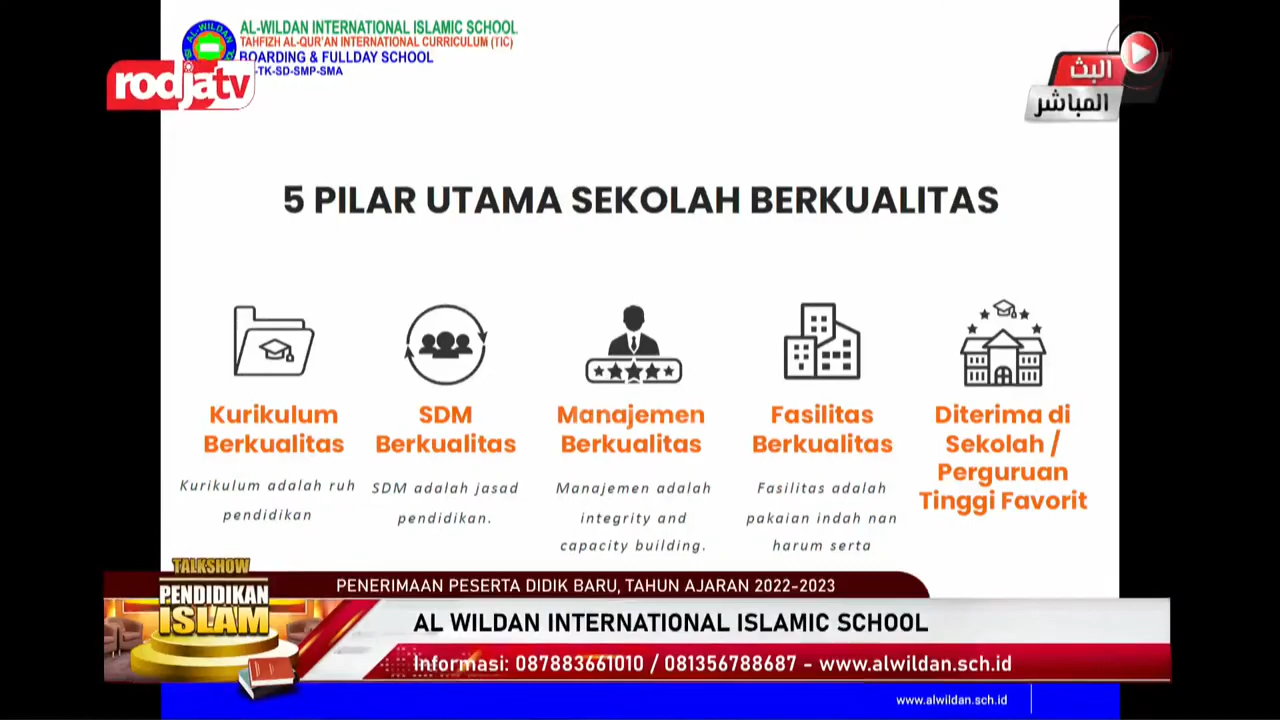 AL-WILDAN INTERNATIONAL ISLAMIC SCHOOL
TAHFIZH AL-QUR'AN INTERNATIONAL CURRICULUM (TIC)
BOARDING & FULLDAY SCHOOL
-TK-SD-SMP-SMA
rodjatv
البث
المباشر
5 PILAR UTAMA SEKOLAH BERKUALITAS
Kurikulum
Berkualitas
Kurikulum adalah ruh
pendidikan
SDM
Berkualitas
SDM adalah jasad
pendidikan.
Manajemen
Berkualitas
Manajemen adalah
integrity and
capacity building.
Fasilitas
Berkualitas
Fasilitas adalah
pakaian indah nan
harum serta
Diterima di
Sekolah /
Perguruan
Tinggi Favorit
TALKSHOW
PENDIDIKAN
ISLAM
PENERIMAAN PESERTA DIDIK BARU, TAHUN AJARAN 2022-2023
AL WILDAN INTERNATIONAL ISLAMIC SCHOOL
Informasi: 087883661010 / 081356788687 - www.alwildan.sch.id
www.alwildan.sch.id